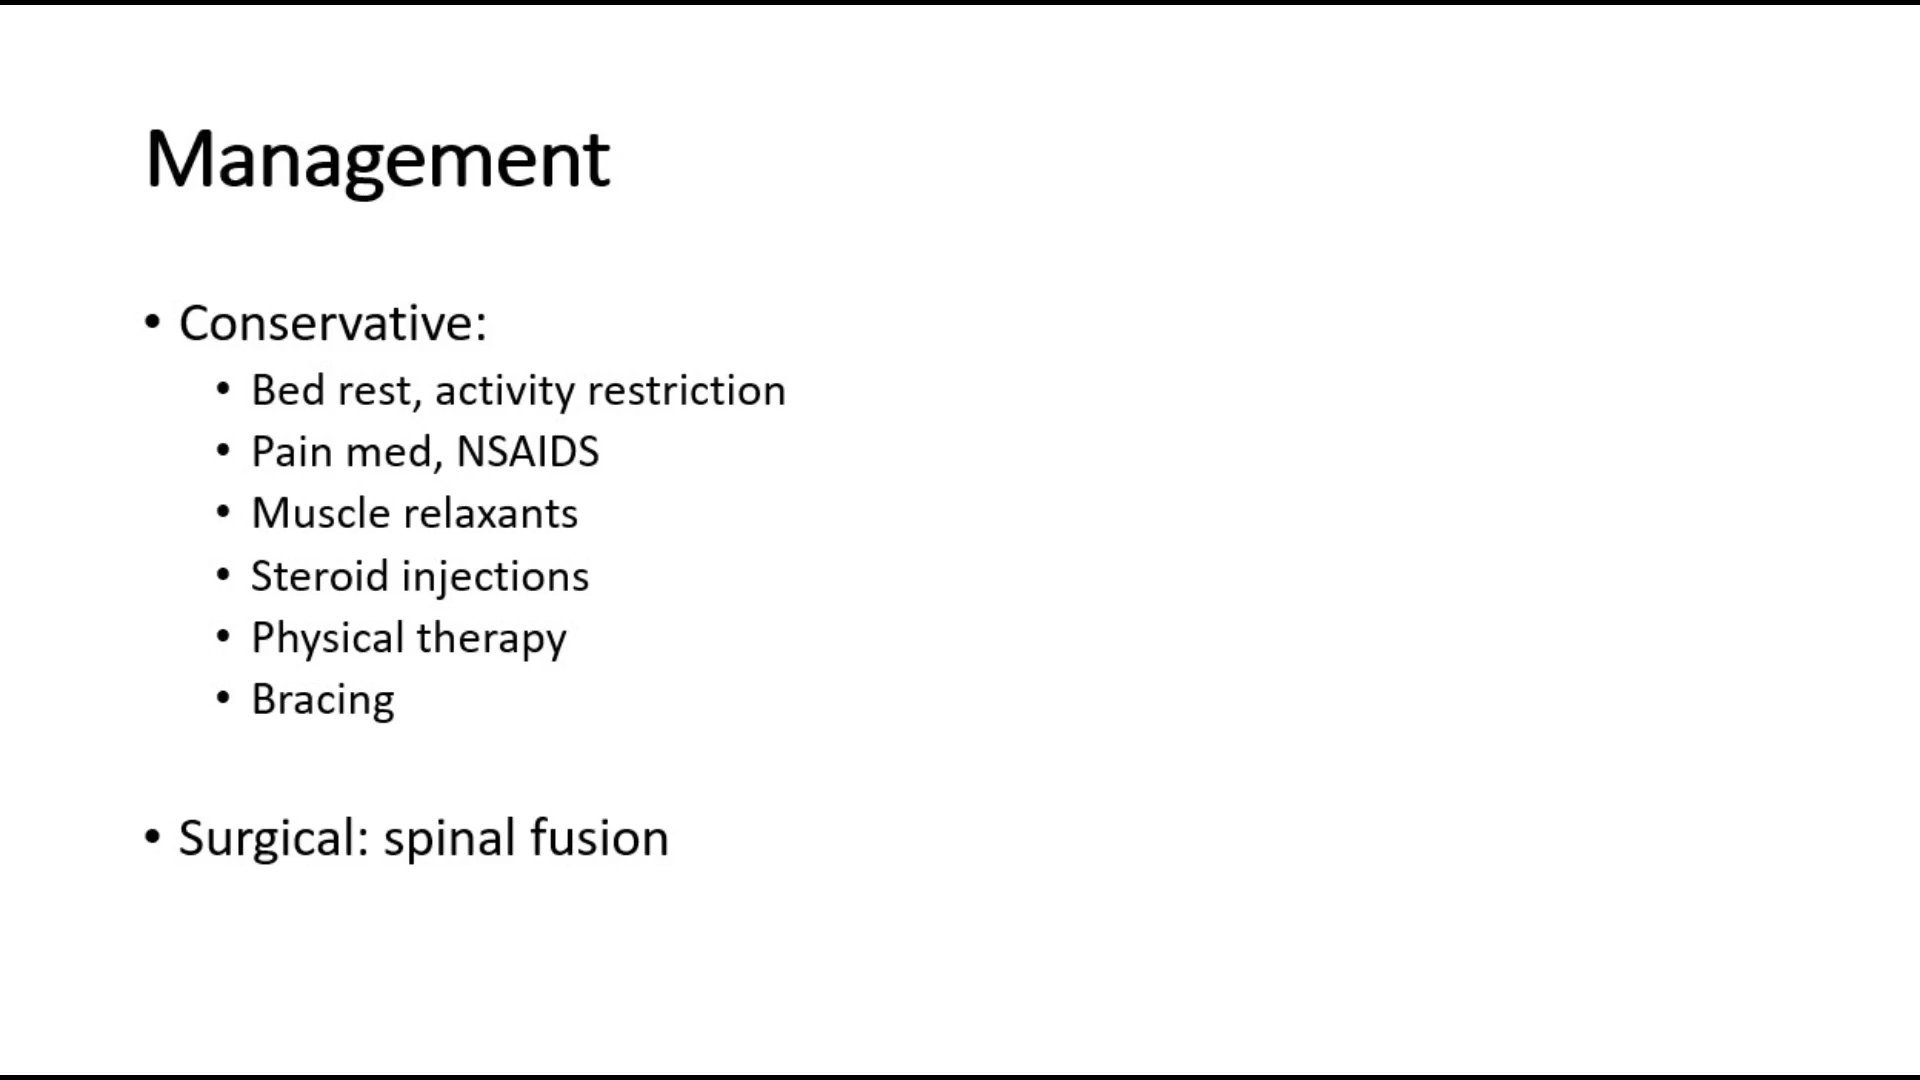 Management
• Conservative:
• Bed rest, activity restriction
• Pain med, NSAIDS
• Muscle relaxants
• Steroid injections
• Physical therapy
• Bracing
• Surgical: spinal fusion